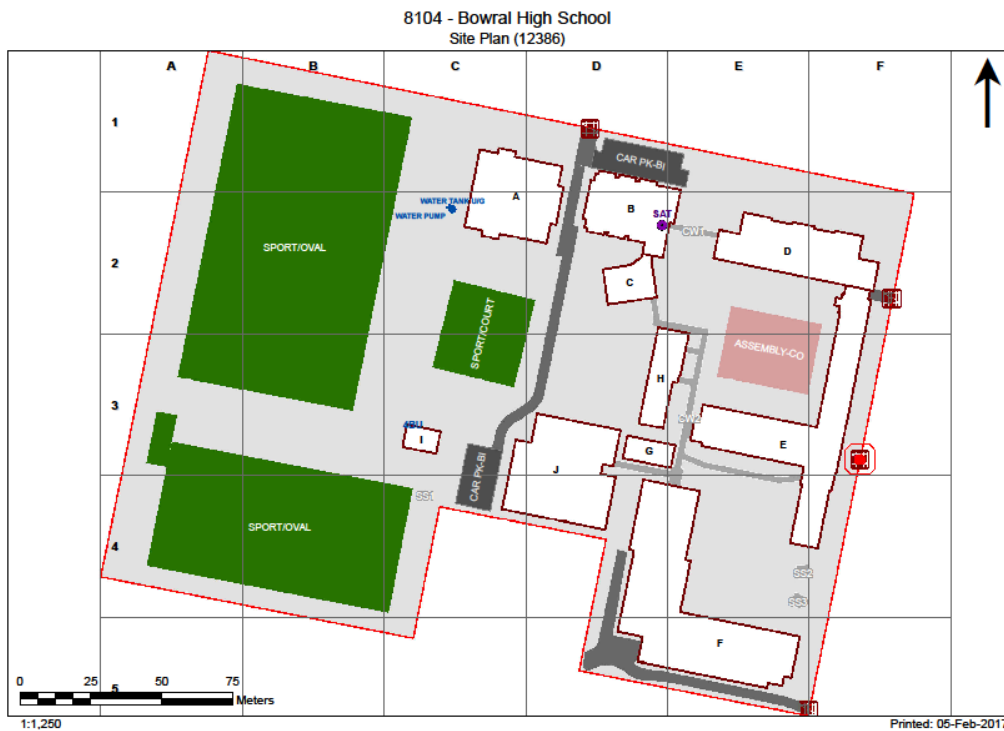 8104 - Bowral High School
Site Plan (12386)
A B C D E F
1
CAR PK-BI
A
WATER TANK U/G
WATER PUMP
B
SAT
CW1
D
SPORT/OVAL
2
C
SPORT/COURT
ASSEMBLY-CO
H
3
CW2
4BU
I
G
E
J
CAR PK-BI
SS1
SPORT/OVAL
4
SS2
SS3
F
0 25 50 75
5
Meters
1:1,250
Printed: 05-Feb-2017